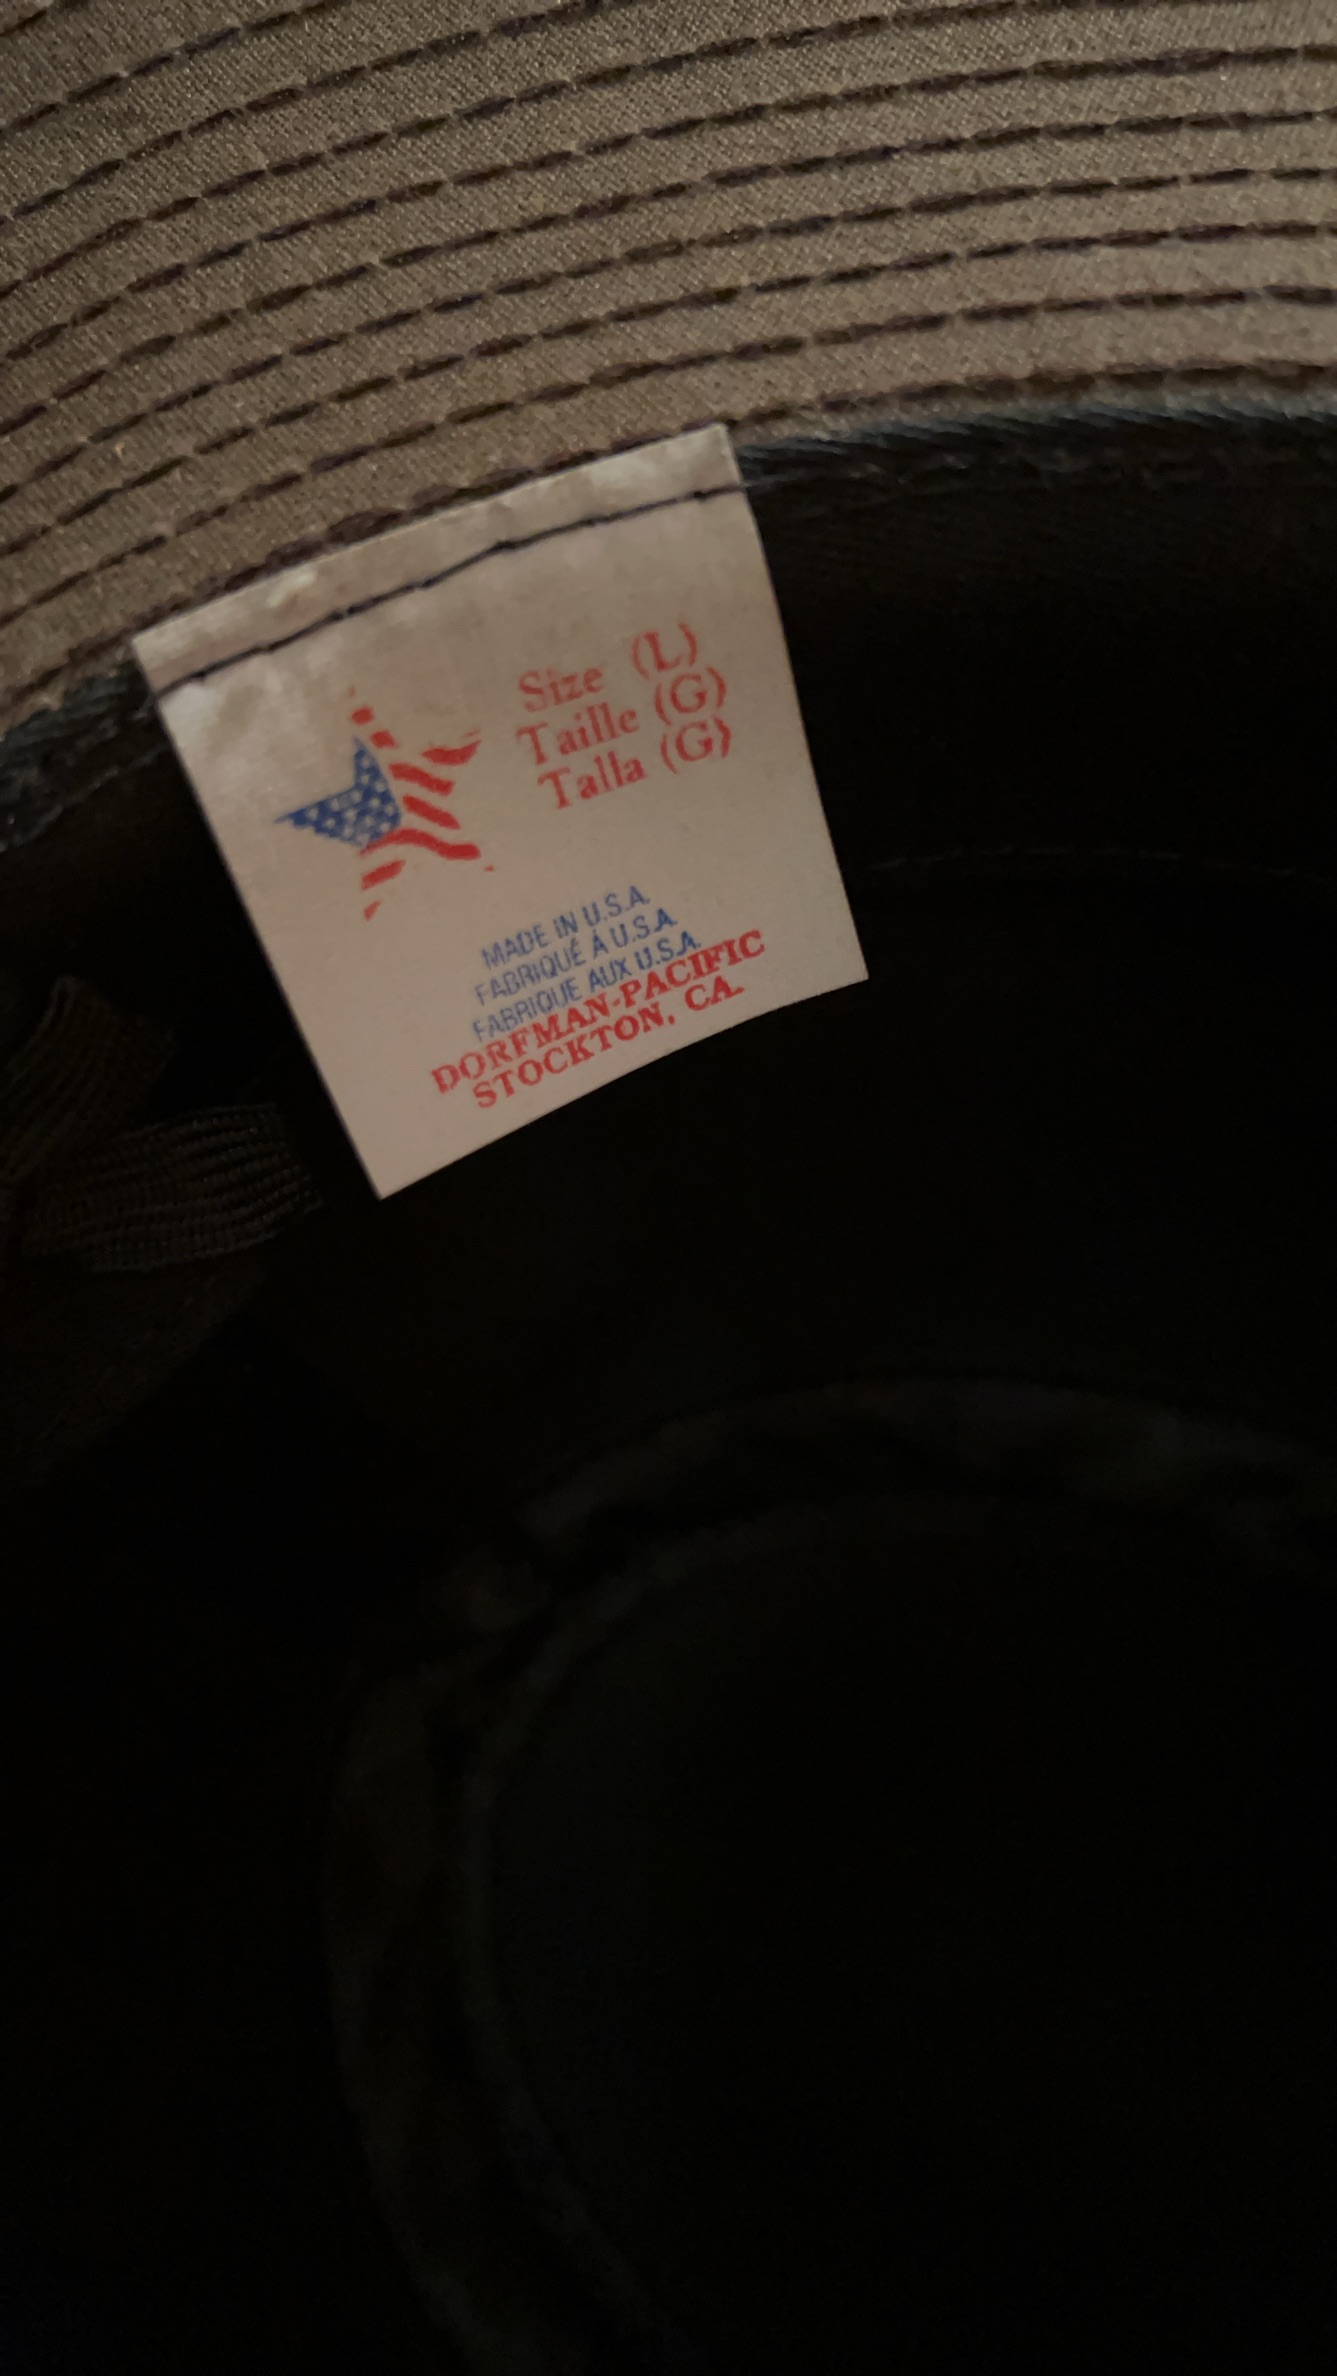 Size (L)
Taille (G)
Talla (G)
MADE IN U.S.A.
FABRIQUÉ À U.S.A.
FABRIQUE AUX U.S.A.
DORFMAN-PACIFIC
STOCKTON, CA.